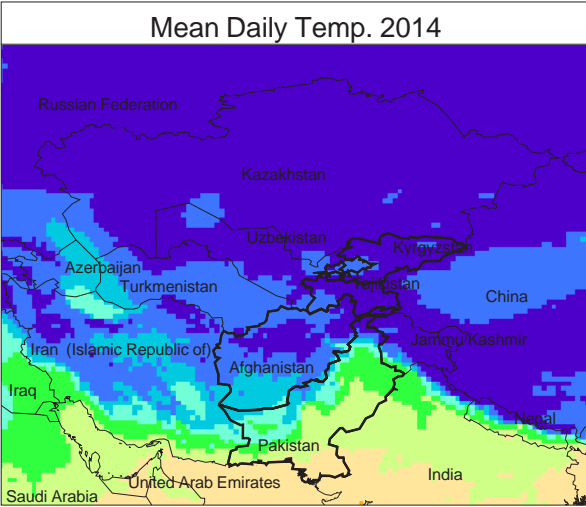 Mean Daily Temp. 2014
Russian Federation
Kazakhstan
Uzbekistan
Kyrgyzstan
Azerbaijan
Turkmenistan
Tajikistan
China
Iran (Islamic Republic of)
Jammu Kashmir
Afghanistan
Iraq
Nepal
Pakistan
India
United Arab Emirates
Saudi Arabia